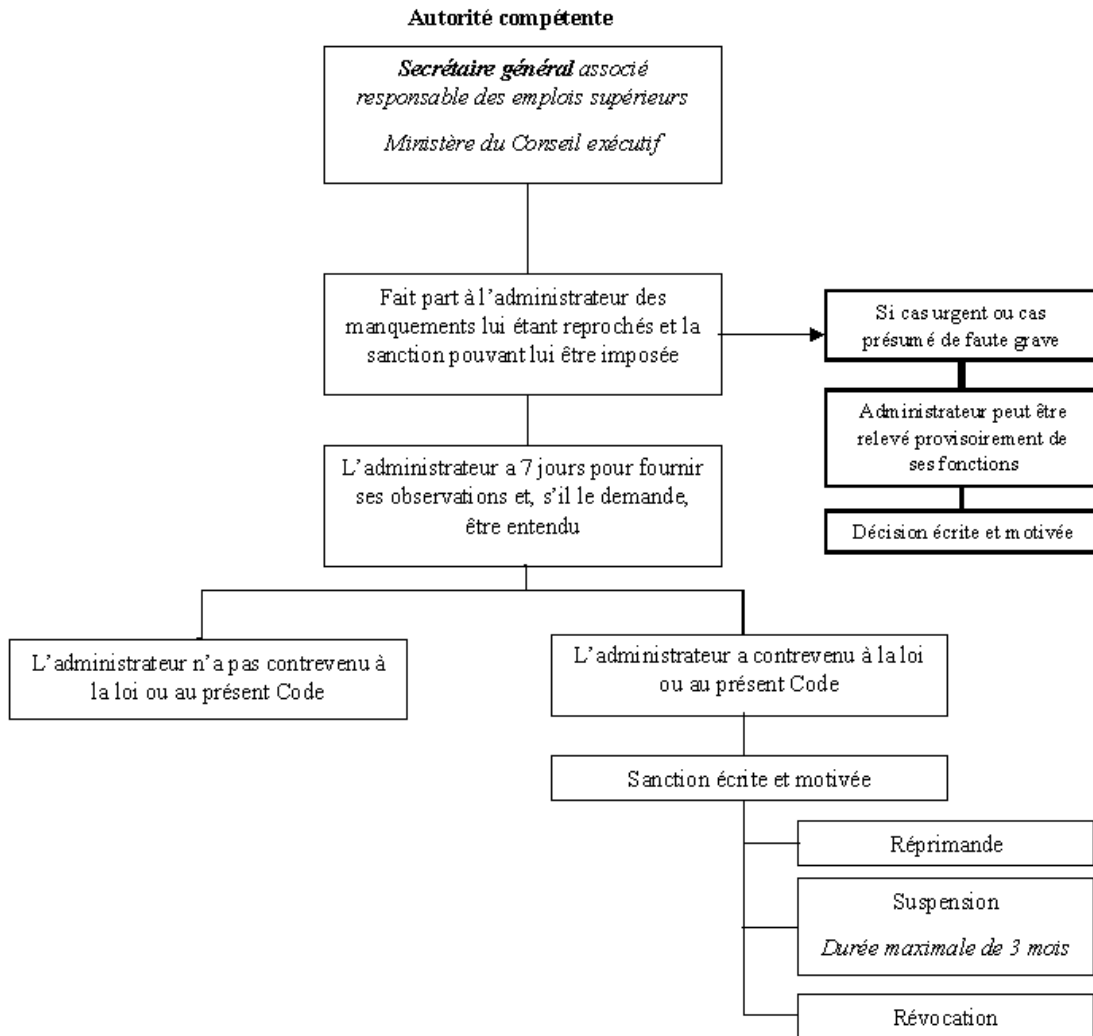 Autorité compétente
Secrétaire général associé
responsable des emplois supérieurs
Ministère du Conseil exécutif
Fait part à l’administrateur des
manquements lui étant reprochés et la
sanction pouvant lui être imposée
Si cas urgent ou cas
présumé de faute grave
Administrateur peut être
relevé provisoirement de
ses fonctions
Décision écrite et motivée
L’administrateur a 7 jours pour fournir
ses observations et, s’il le demande,
être entendu
L’administrateur n’a pas contrevenu à
la loi ou au présent Code
L’administrateur a contrevenu à la loi
ou au présent Code
Sanction écrite et motivée
Réprimande
Suspension
Durée maximale de 3 mois
Révocation